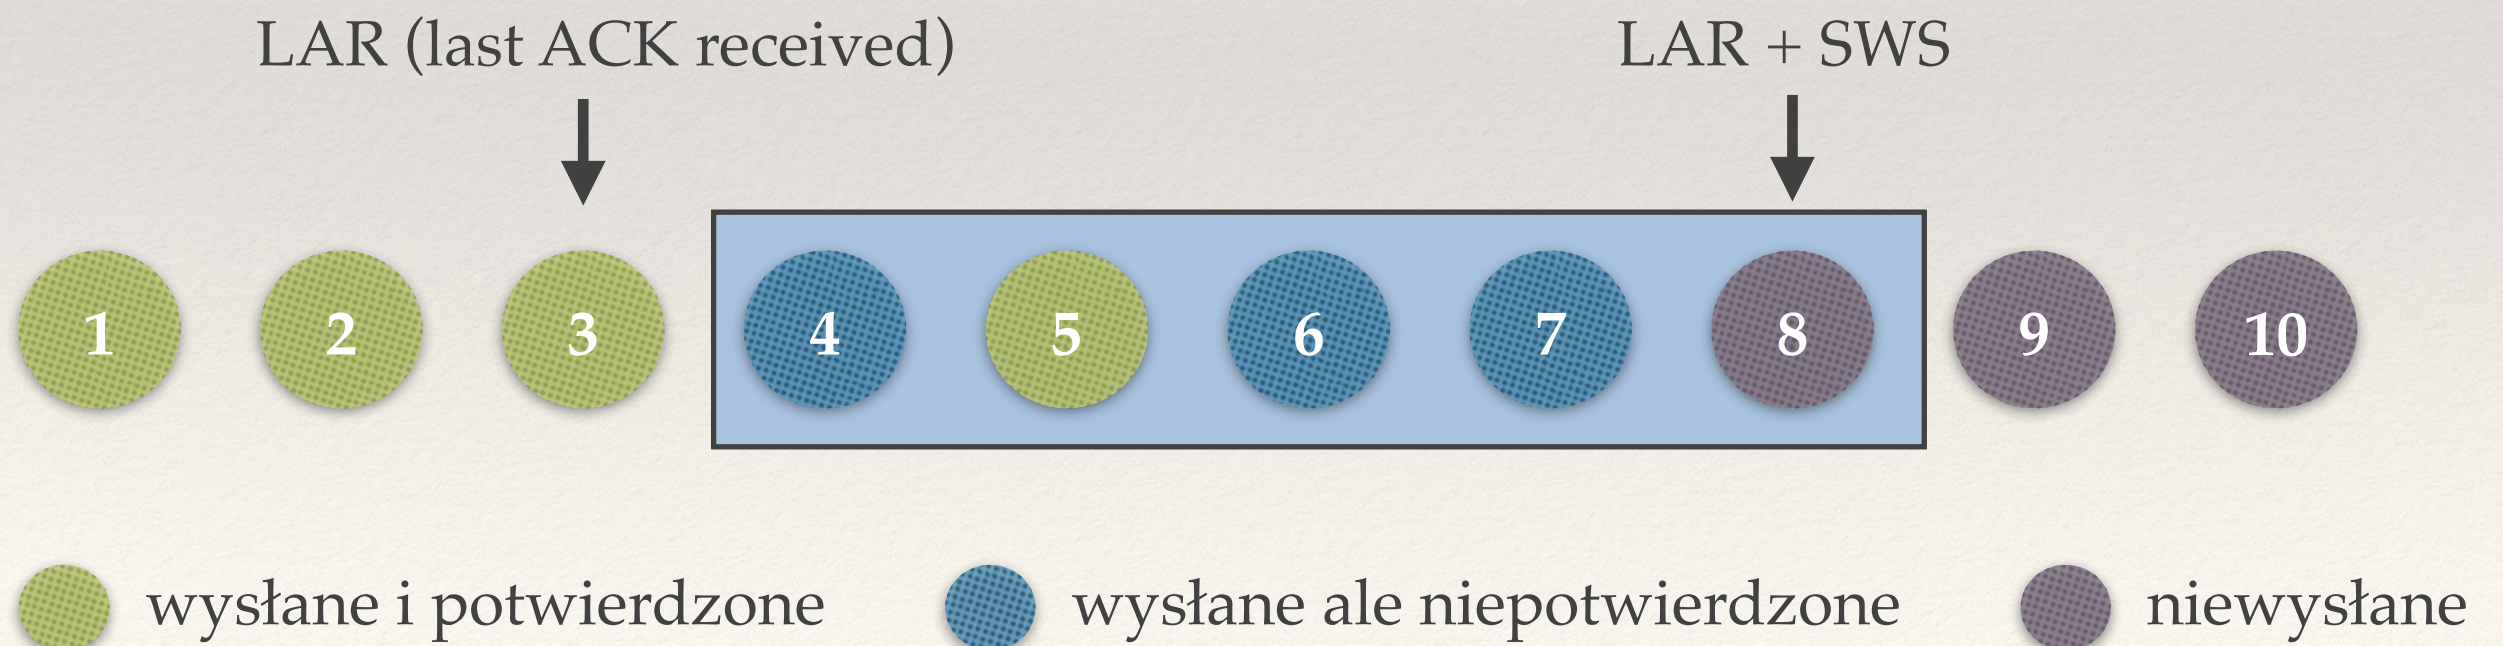 LAR (last ACK received) LAR + SWS
1 2 3 4 5 6 7 8 9 10
wysłane i potwierdzone wysłane ale niepotwierdzone niewysłane